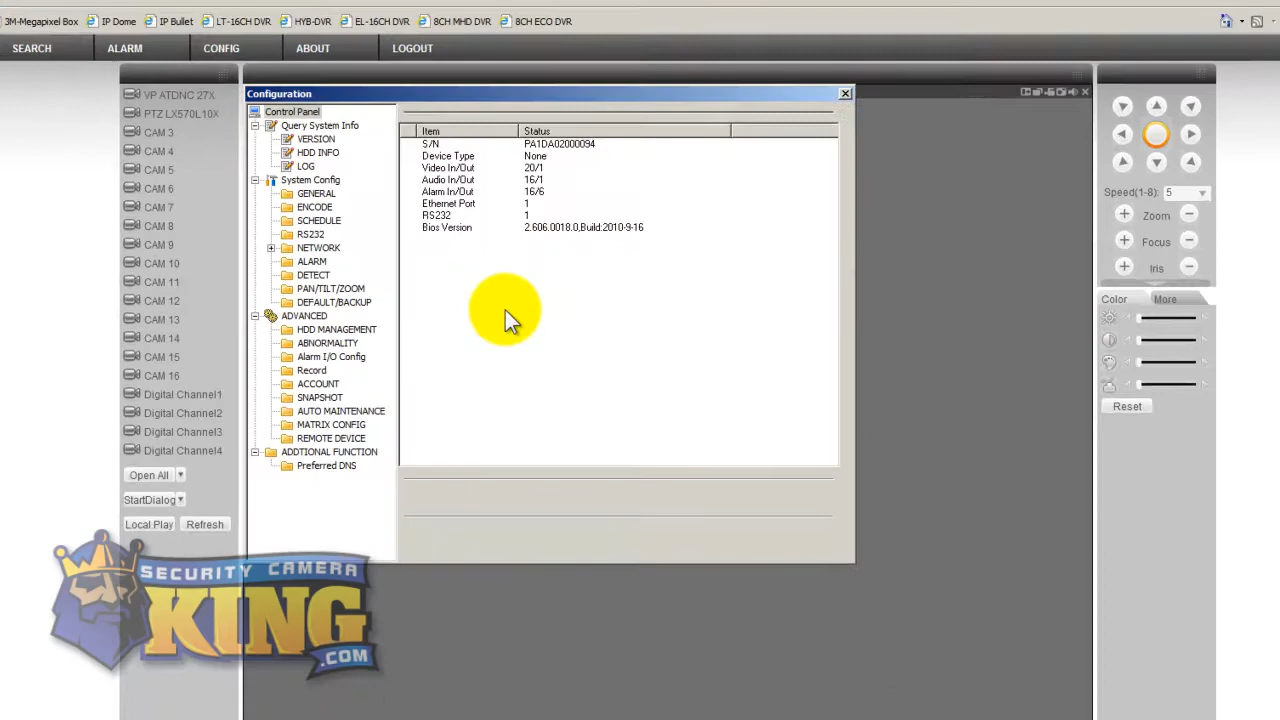 3M-Megapixel Box IP Dome IP Bullet LT-16CH DVR HYB-DVR EL-16CH DVR 8CH MHD DVR 8CH ECO DVR
SEARCH ALARM CONFIG ABOUT LOGOUT
VP ATDNC 27X
PTZ LX570L10X
CAM 3
CAM 4
CAM 5
CAM 6
CAM 7
CAM 8
CAM 9
CAM 10
CAM 11
CAM 12
CAM 13
CAM 14
CAM 15
CAM 16
Digital Channel1
Digital Channel2
Digital Channel3
Digital Channel4
Open All
StartDialog
Local Play Refresh
Configuration
Control Panel
Query System Info
VERSION
HDD INFO
LOG
System Config
GENERAL
ENCODE
SCHEDULE
RS232
NETWORK
ALARM
DETECT
PAN/TILT/ZOOM
DEFAULT/BACKUP
ADVANCED
HDD MANAGEMENT
ABNORMALITY
Alarm I/O Config
Record
ACCOUNT
SNAPSHOT
AUTO MAINTENANCE
MATRIX CONFIG
REMOTE DEVICE
ADDTIONAL FUNCTION
Preferred DNS
Item Status
S/N PA1DA02000094
Device Type None
Video In/Out 20/1
Audio In/Out 16/1
Alarm In/Out 16/6
Ethernet Port 1
RS232 1
Bios Version 2.606.0018.0,Build:2010-9-16
Speed(1-8): 5
Zoom
Focus
Iris
Color More
Reset
SECURITY CAMERA
KING
.COM